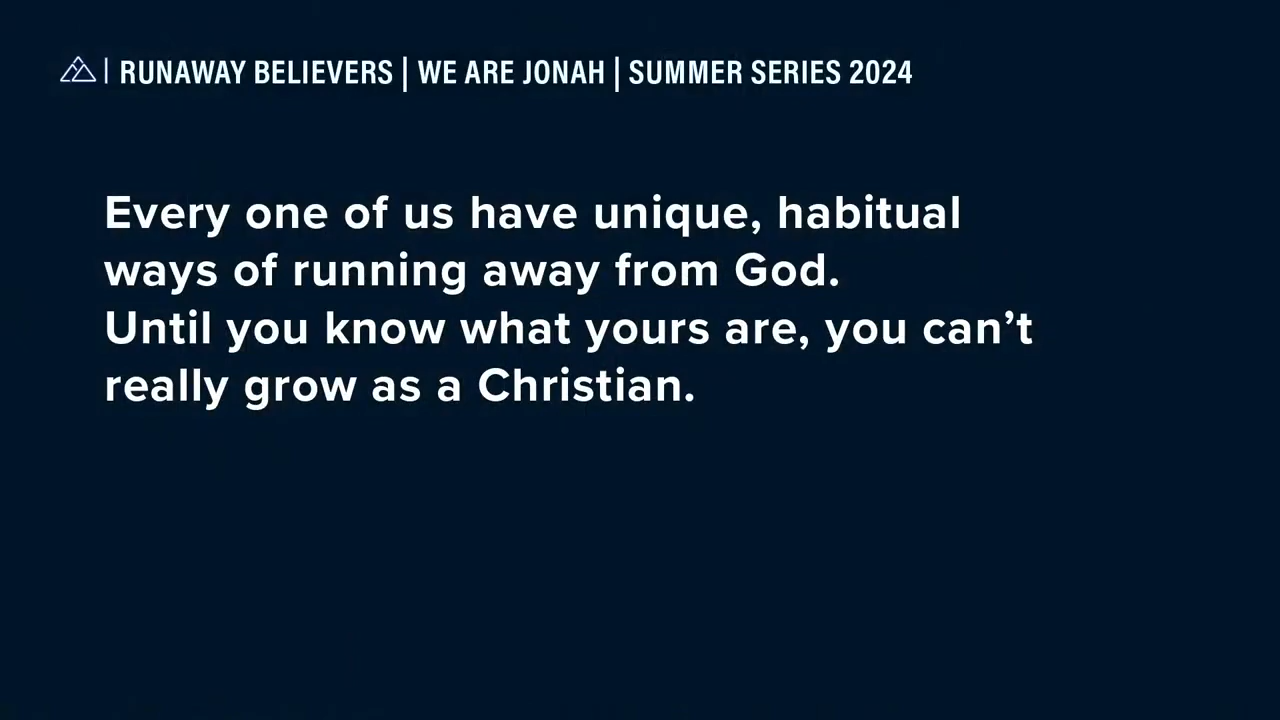 | RUNAWAY BELIEVERS | WE ARE JONAH | SUMMER SERIES 2024
Every one of us have unique, habitual
ways of running away from God.
Until you know what yours are, you can’t
really grow as a Christian.